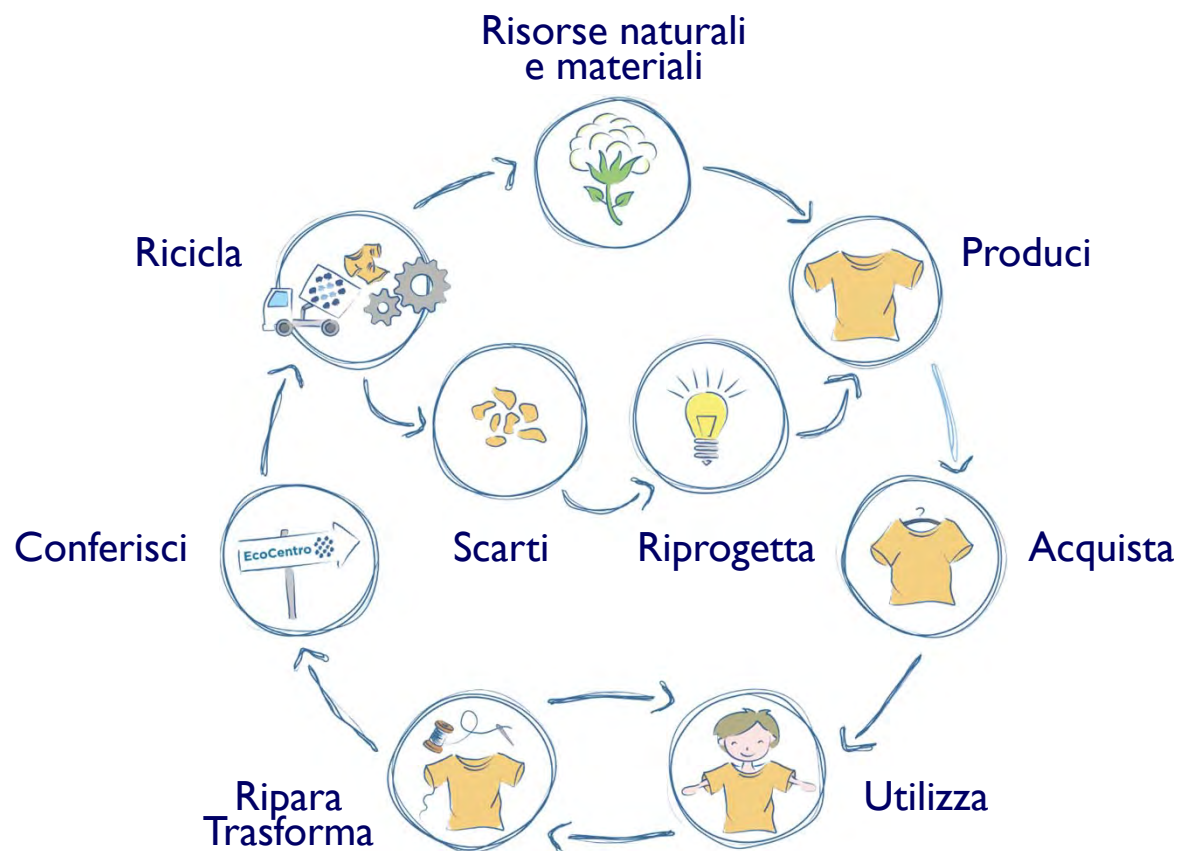 Risorse naturali
e materiali
Ricicla
Produci
Conferisci
EcoCentro
Scarti
Riprogetta
Acquista
Ripara
Trasforma
Utilizza